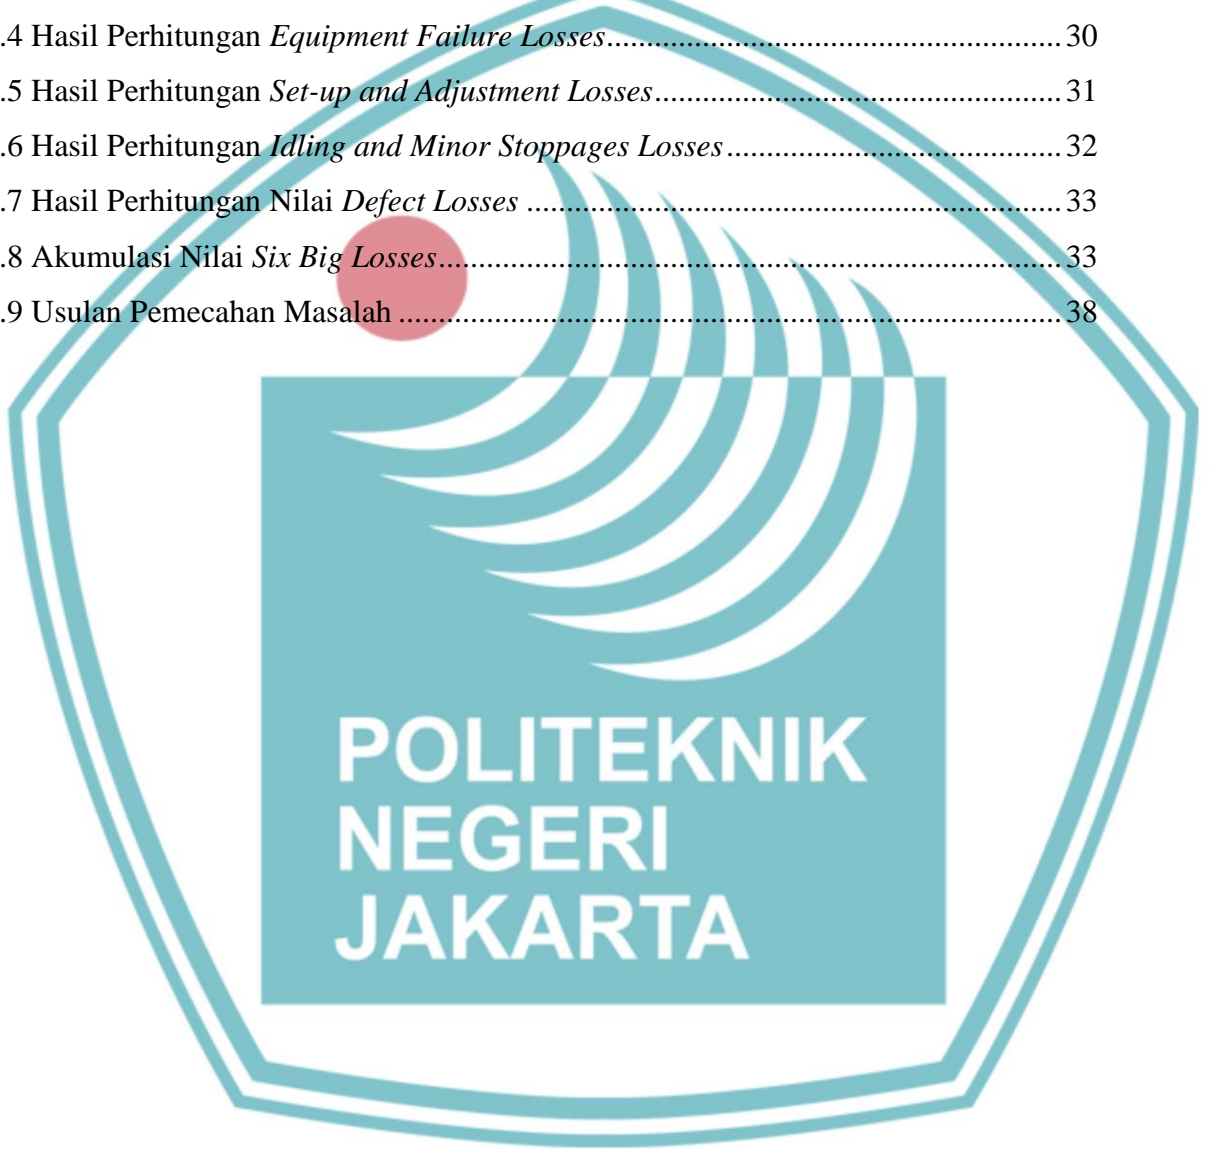 .4 Hasil Perhitungan Equipment Failure Losses.......................................................... 30
.5 Hasil Perhitungan Set-up and Adjustment Losses.................................................... 31
.6 Hasil Perhitungan Idling and Minor Stoppages Losses........................................... 32
.7 Hasil Perhitungan Nilai Defect Losses .................................................................... 33
.8 Akumulasi Nilai Six Big Losses............................................................................... 33
.9 Usulan Pemecahan Masalah .................................................................................... 38
POLITEKNIK
NEGERI
JAKARTA